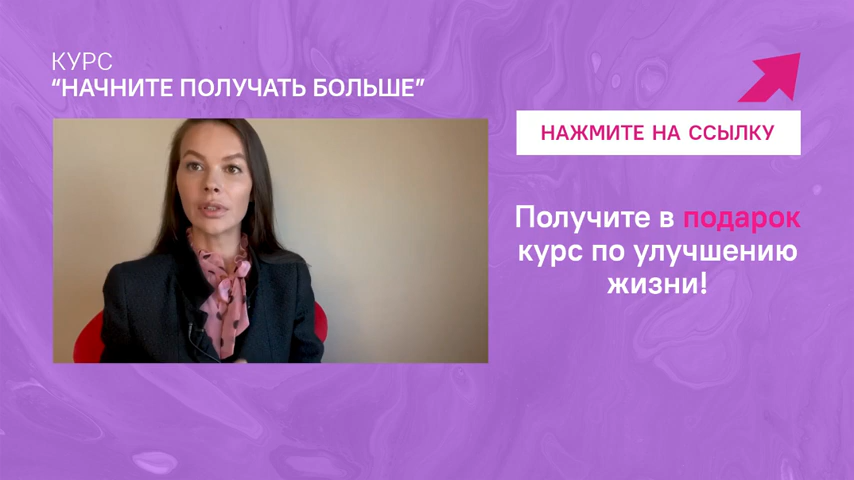 КУРС
“НАЧНИТЕ ПОЛУЧАТЬ БОЛЬШЕ”
НАЖМИТЕ НА ССЫЛКУ
Получите в подарок
курс по улучшению
жизни!